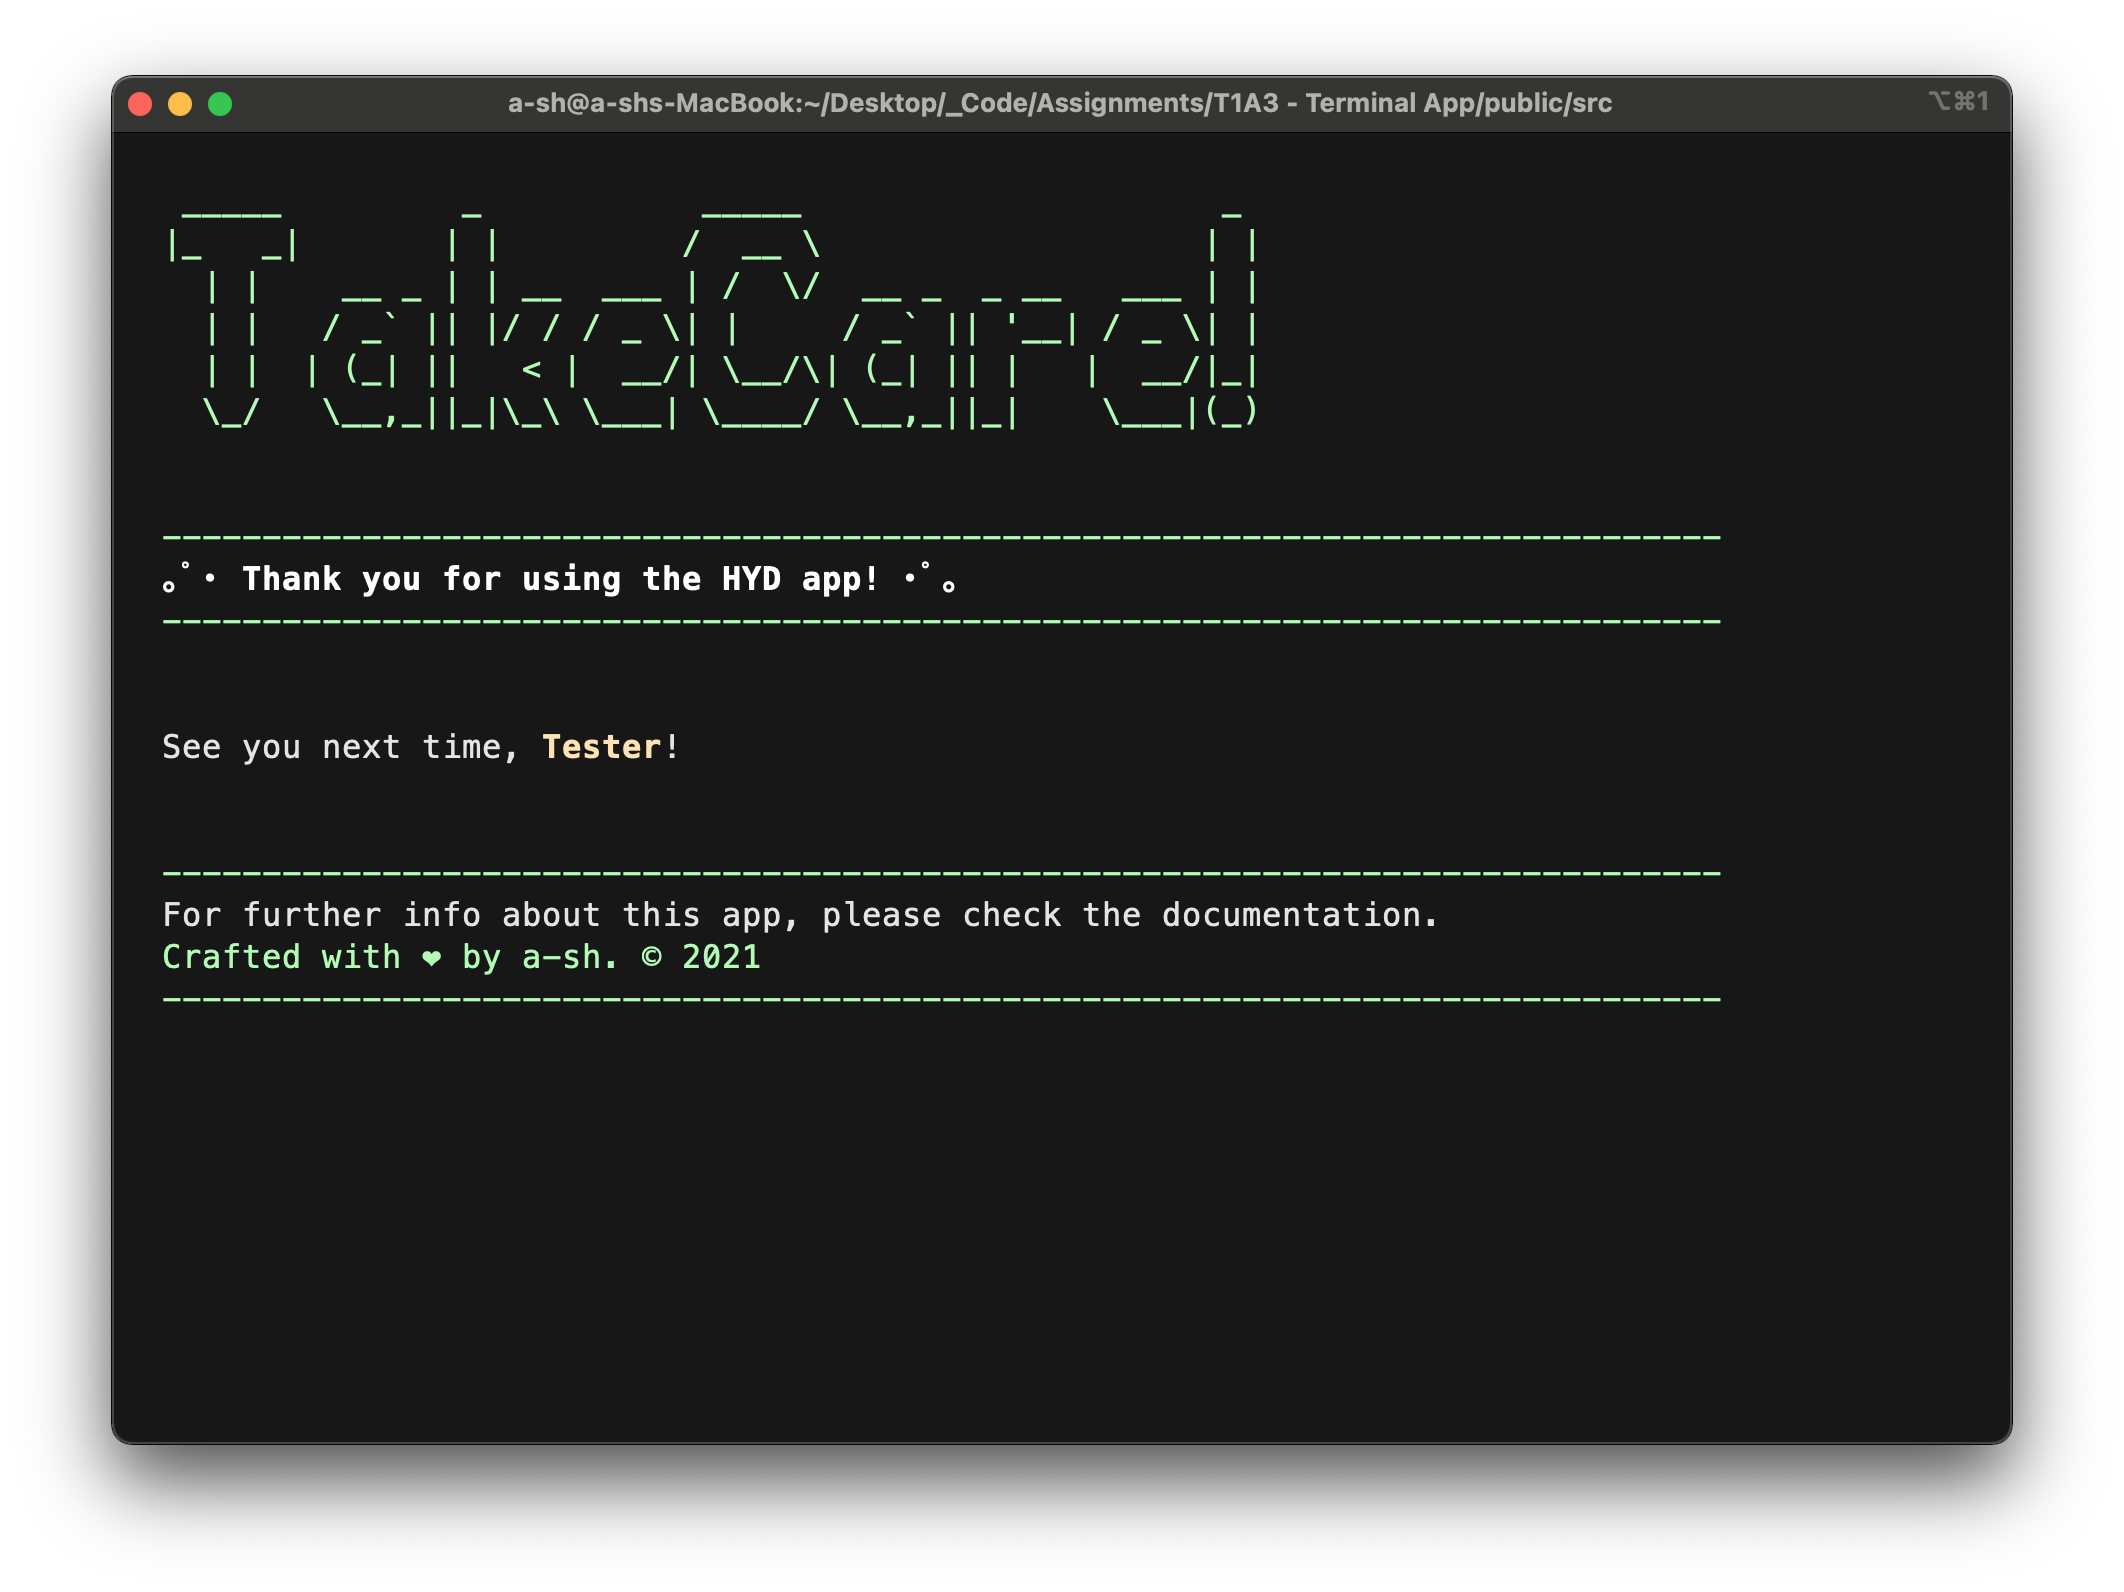 a-sh@a-shs-MacBook:~/Desktop/_Code/Assignments/T1A3 - Terminal App/public/src
⌥⌘1
TakeCare!
｡ﾟ･ Thank you for using the HYD app! ･ﾟ｡
See you next time, Tester!
For further info about this app, please check the documentation.
Crafted with ❤ by a-sh. © 2021